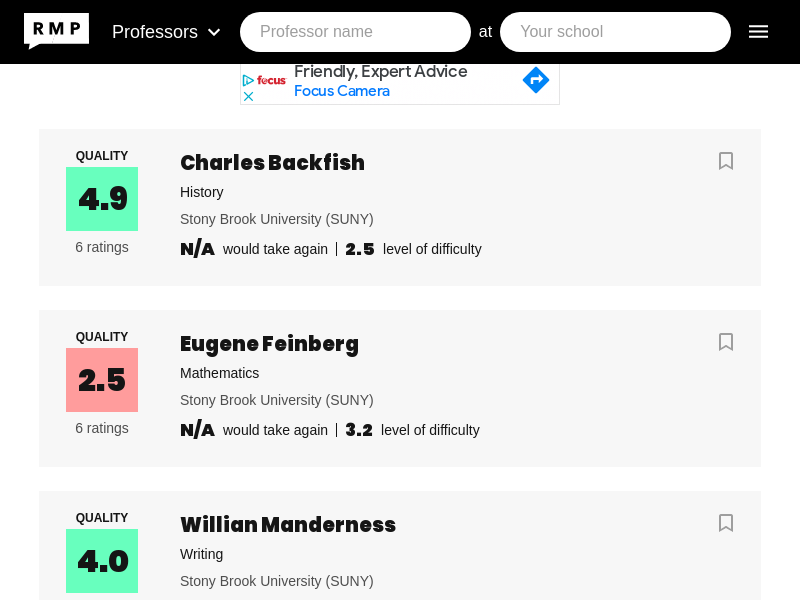 RMP
Professors
Professor name
at
Your school
focus
Friendly, Expert Advice
Focus Camera
QUALITY
4.9
6 ratings
Charles Backfish
History
Stony Brook University (SUNY)
N/A would take again | 2.5 level of difficulty
QUALITY
2.5
6 ratings
Eugene Feinberg
Mathematics
Stony Brook University (SUNY)
N/A would take again | 3.2 level of difficulty
QUALITY
4.0
Willian Manderness
Writing
Stony Brook University (SUNY)